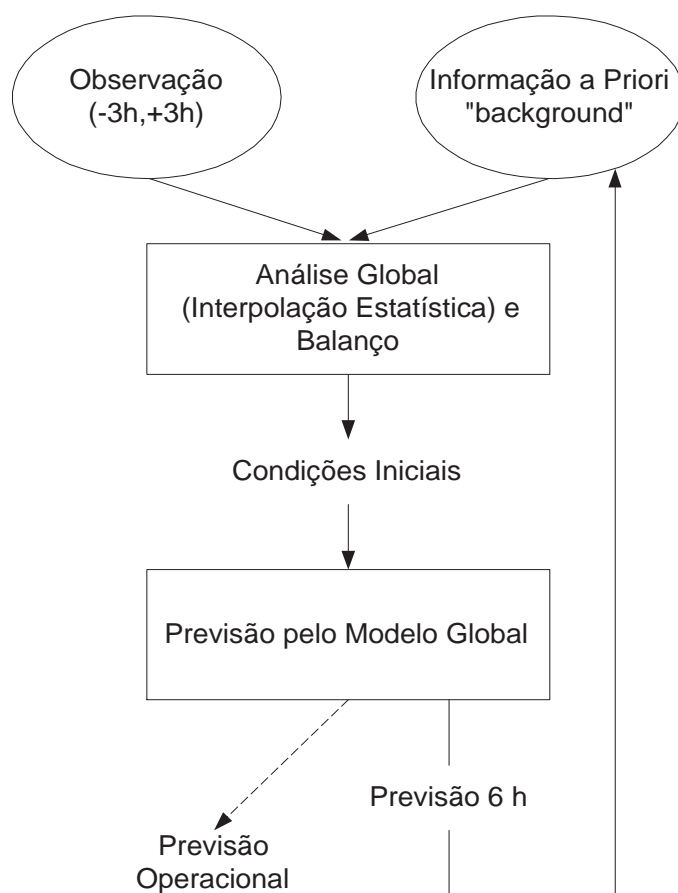 Observação
(-3h,+3h)
Informação a Priori
"background"
Análise Global
(Interpolação Estatística) e
Balanço
Condições Iniciais
Previsão pelo Modelo Global
Previsão 6 h
Previsão
Operacional